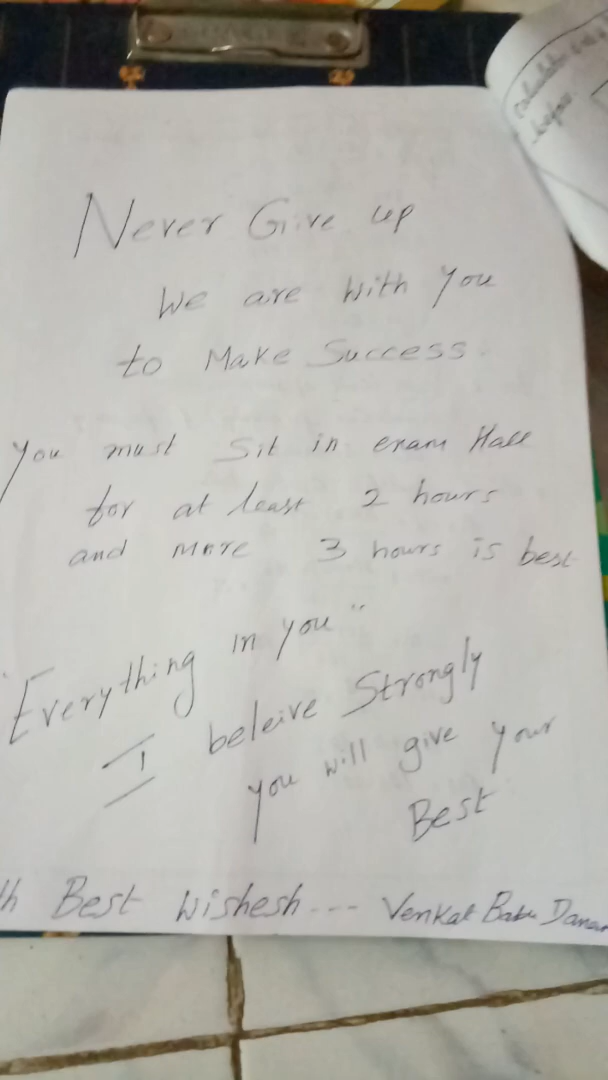 Never Give up
We are with you
to Make Success.
You must Sit in exam Hall
for at least 2 hours
and more 3 hours is best
"Everything in you"
I beleive Strongly
you will give your
Best
th Best Wishesh... Venkat Babu